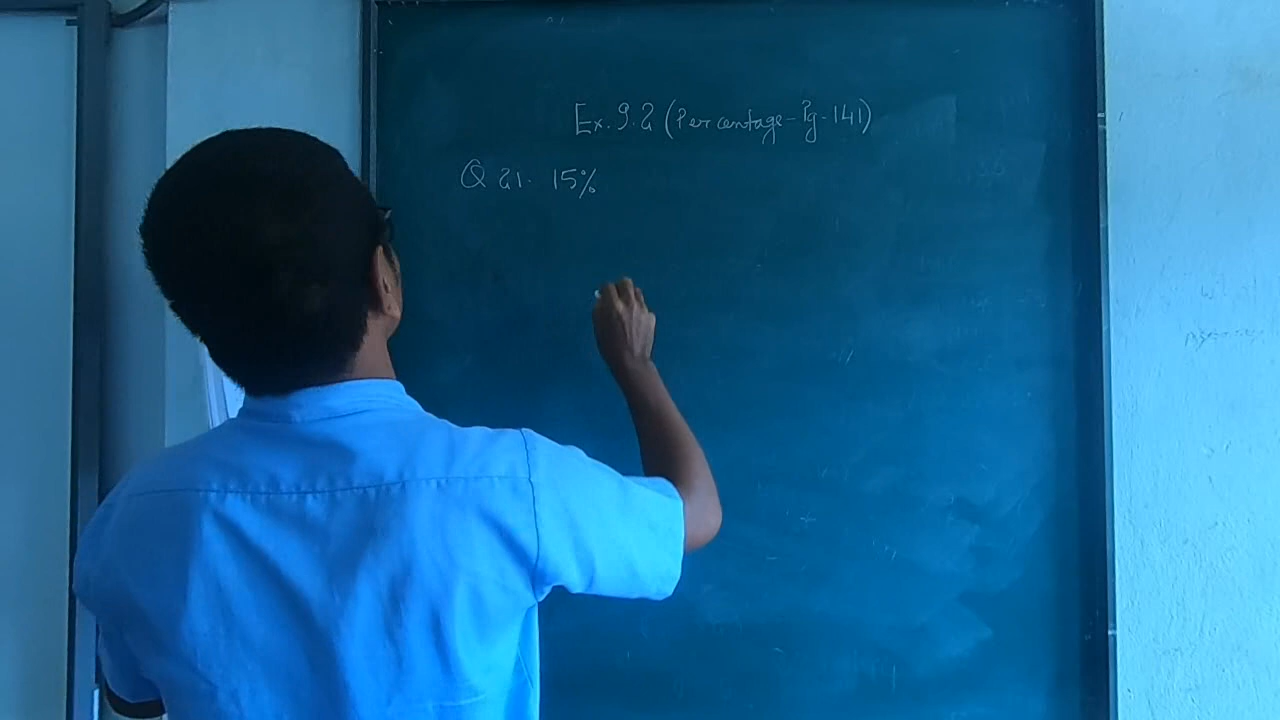 Ex. 9.2 (Percentage - Pg - 141)
Q 21. 15%